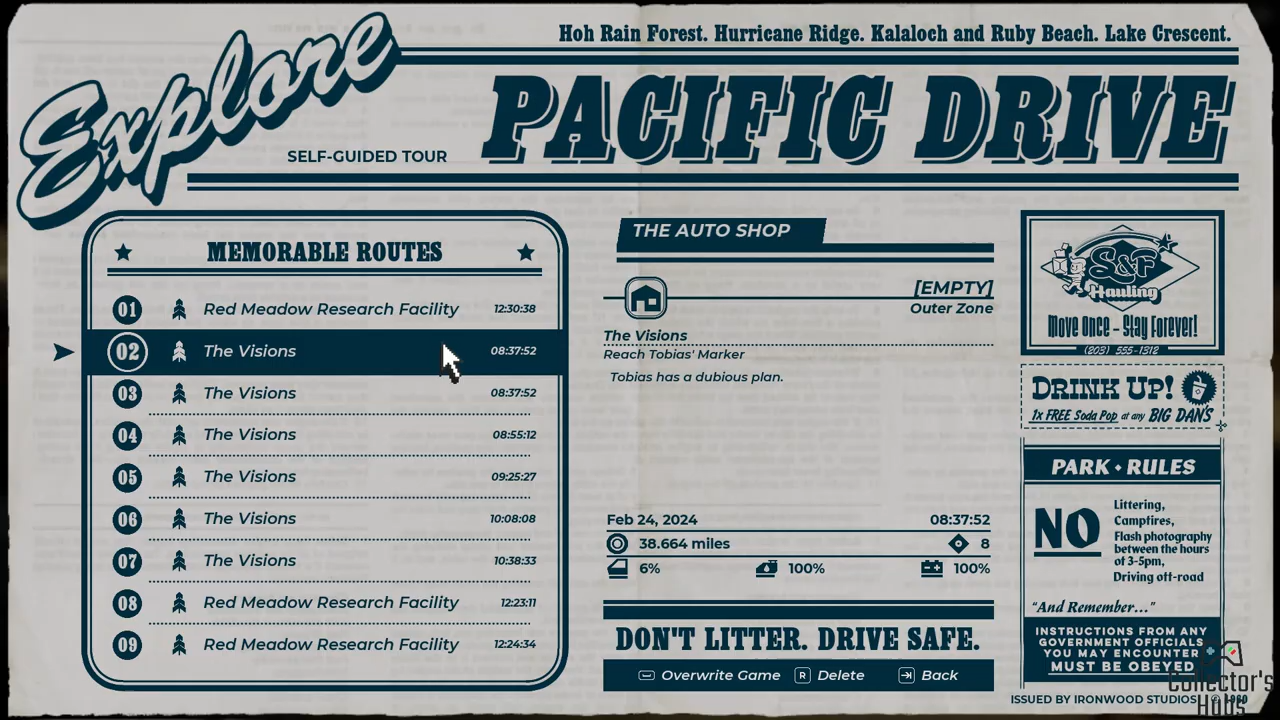 Hoh Rain Forest. Hurricane Ridge. Kalaloch and Ruby Beach. Lake Crescent.
Explore
PACIFIC DRIVE
SELF-GUIDED TOUR
MEMORABLE ROUTES
01 Red Meadow Research Facility 12:30:38
02 The Visions 08:37:52
03 The Visions 08:37:52
04 The Visions 08:55:12
05 The Visions 09:25:27
06 The Visions 10:08:08
07 The Visions 10:38:33
08 Red Meadow Research Facility 12:23:11
09 Red Meadow Research Facility 12:24:34
THE AUTO SHOP
[EMPTY]
Outer Zone
The Visions
Reach Tobias' Marker
Tobias has a dubious plan.
Feb 24, 2024 08:37:52
38.664 miles 8
6% 100% 100%
DON'T LITTER. DRIVE SAFE.
Overwrite Game R Delete Back
S&F
Hauling
Move Once - Stay Forever!
(203) 555-1312
DRINK UP!
1x FREE Soda Pop at any BIG DAN'S
PARK • RULES
NO
Littering,
Campfires,
Flash photography
between the hours
of 3-5pm,
Driving off-road
"And Remember..."
INSTRUCTIONS FROM ANY
GOVERNMENT OFFICIALS
YOU MAY ENCOUNTER
MUST BE OBEYED
ISSUED BY IRONWOOD STUDIOS
Collector's
Hubs